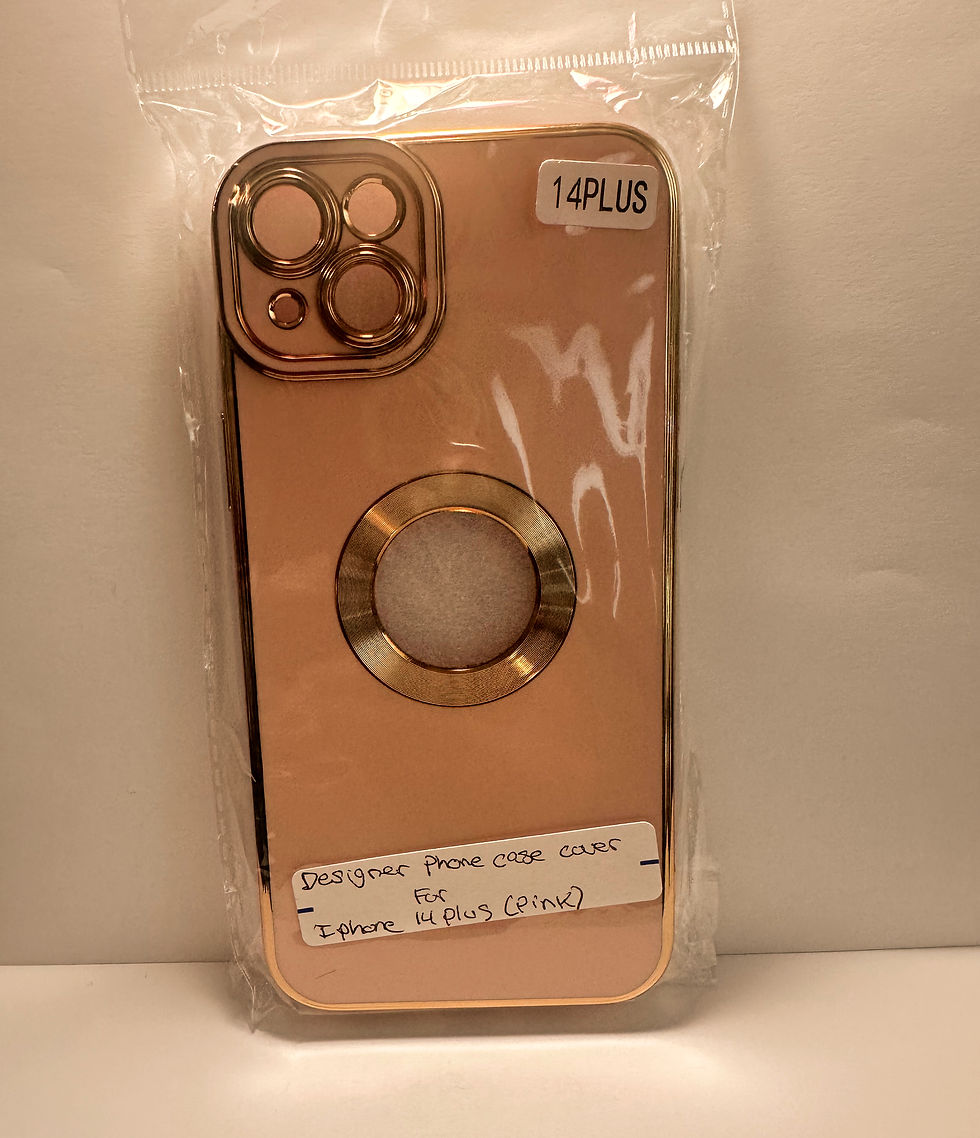 14PLUS
Designer Phone case cover
For
Iphone 14 plus (Pink)